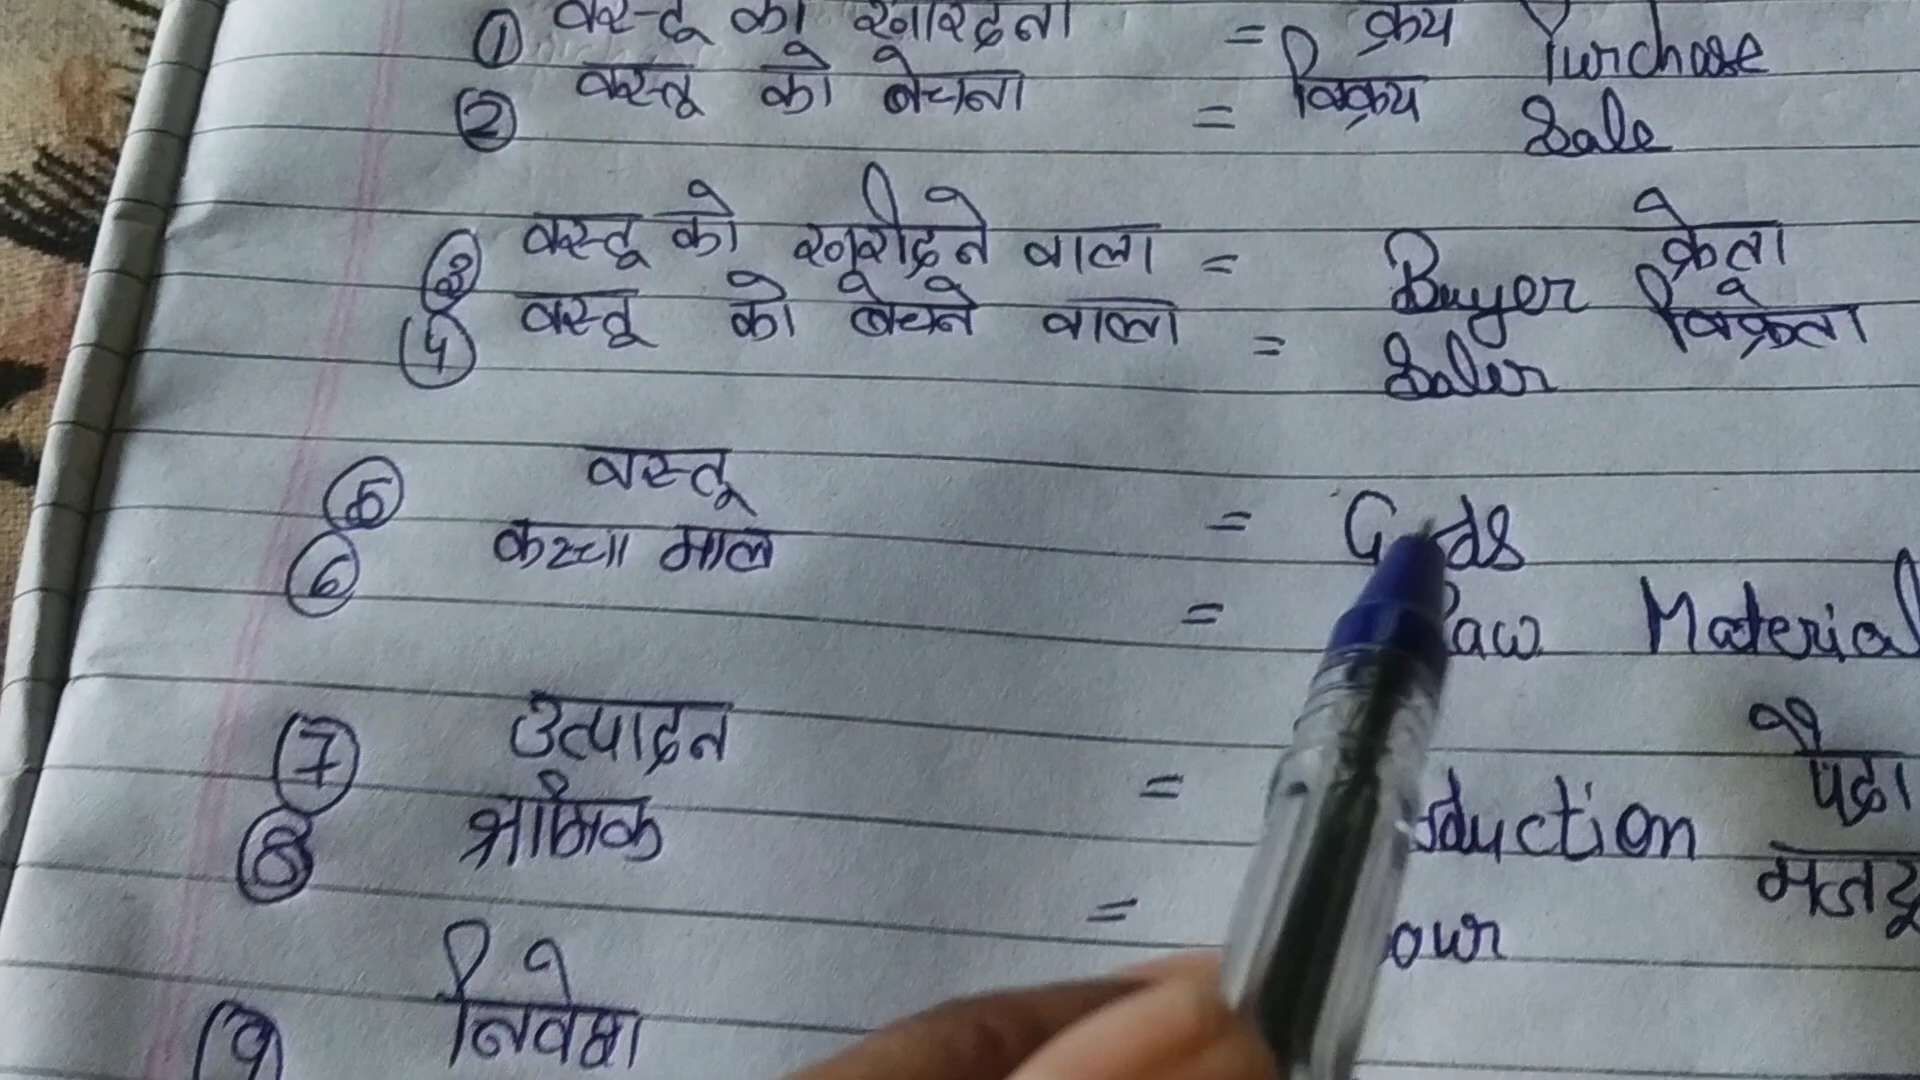 ① वस्तू को खरीदना = क्रय Purchase
② वस्तू को बेचना = विक्रय Sale
③ वस्तू को खरीदने वाला = Buyer क्रेता
④ वस्तू को बेचने वाला = Saler विक्रेता
⑤ वस्तू = G ds
⑥ कच्चा माल = Raw Material
⑦ उत्पादन = duction पैदा
⑧ श्रमिक = our मजदू
⑨ निवेश